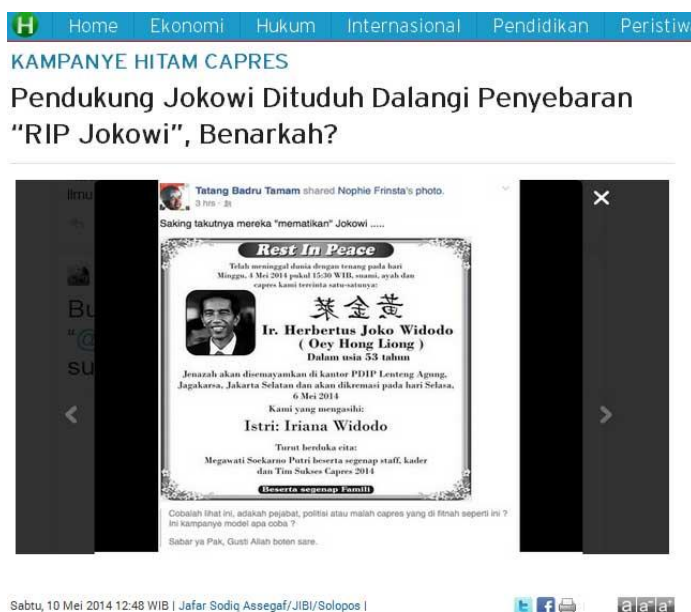 H Home Ekonomi Hukum Internasional Pendidikan Peristiw
KAMPANYE HITAM CAPRES
Pendukung Jokowi Dituduh Dalangi Penyebaran
“RIP Jokowi”, Benarkah?
Ilmu
Tatang Badru Tamam shared Nophie Frinsta's photo.
3 hrs
Saking takutnya mereka "mematikan" Jokowi .....
Rest In Peace
Telah meninggal dunia dengan tenang pada hari
Minggu, 4 Mei 2014 pukul 15:30 WIB, suami, ayah dan
capres kami tercinta satu-satunya:
葉金黃
Ir. Herbertus Joko Widodo
( Oey Hong Liong )
Dalam usia 53 tahun
Jenazah akan disemayamkan di kantor PDIP Lenteng Agung,
Jagakarsa, Jakarta Selatan dan akan dikremasi pada hari Selasa,
6 Mei 2014
Kami yang mengasihi:
Istri: Iriana Widodo
Turut berduka cita:
Megawati Soekarno Putri beserta segenap staff, kader
dan Tim Sukses Capres 2014
Beserta segenap Famili
Bu
"@
su
Cobalah lihat ini, adakah pejabat, politisi atau malah capres yang di fitnah seperti ini ?
Ini kampanye model apa coba ?
Sabar ya Pak, Gusti Allah boten sare.
Sabtu, 10 Mei 2014 12:48 WIB | Jafar Sodiq Assegaf/JIBI/Solopos |
a a- a+